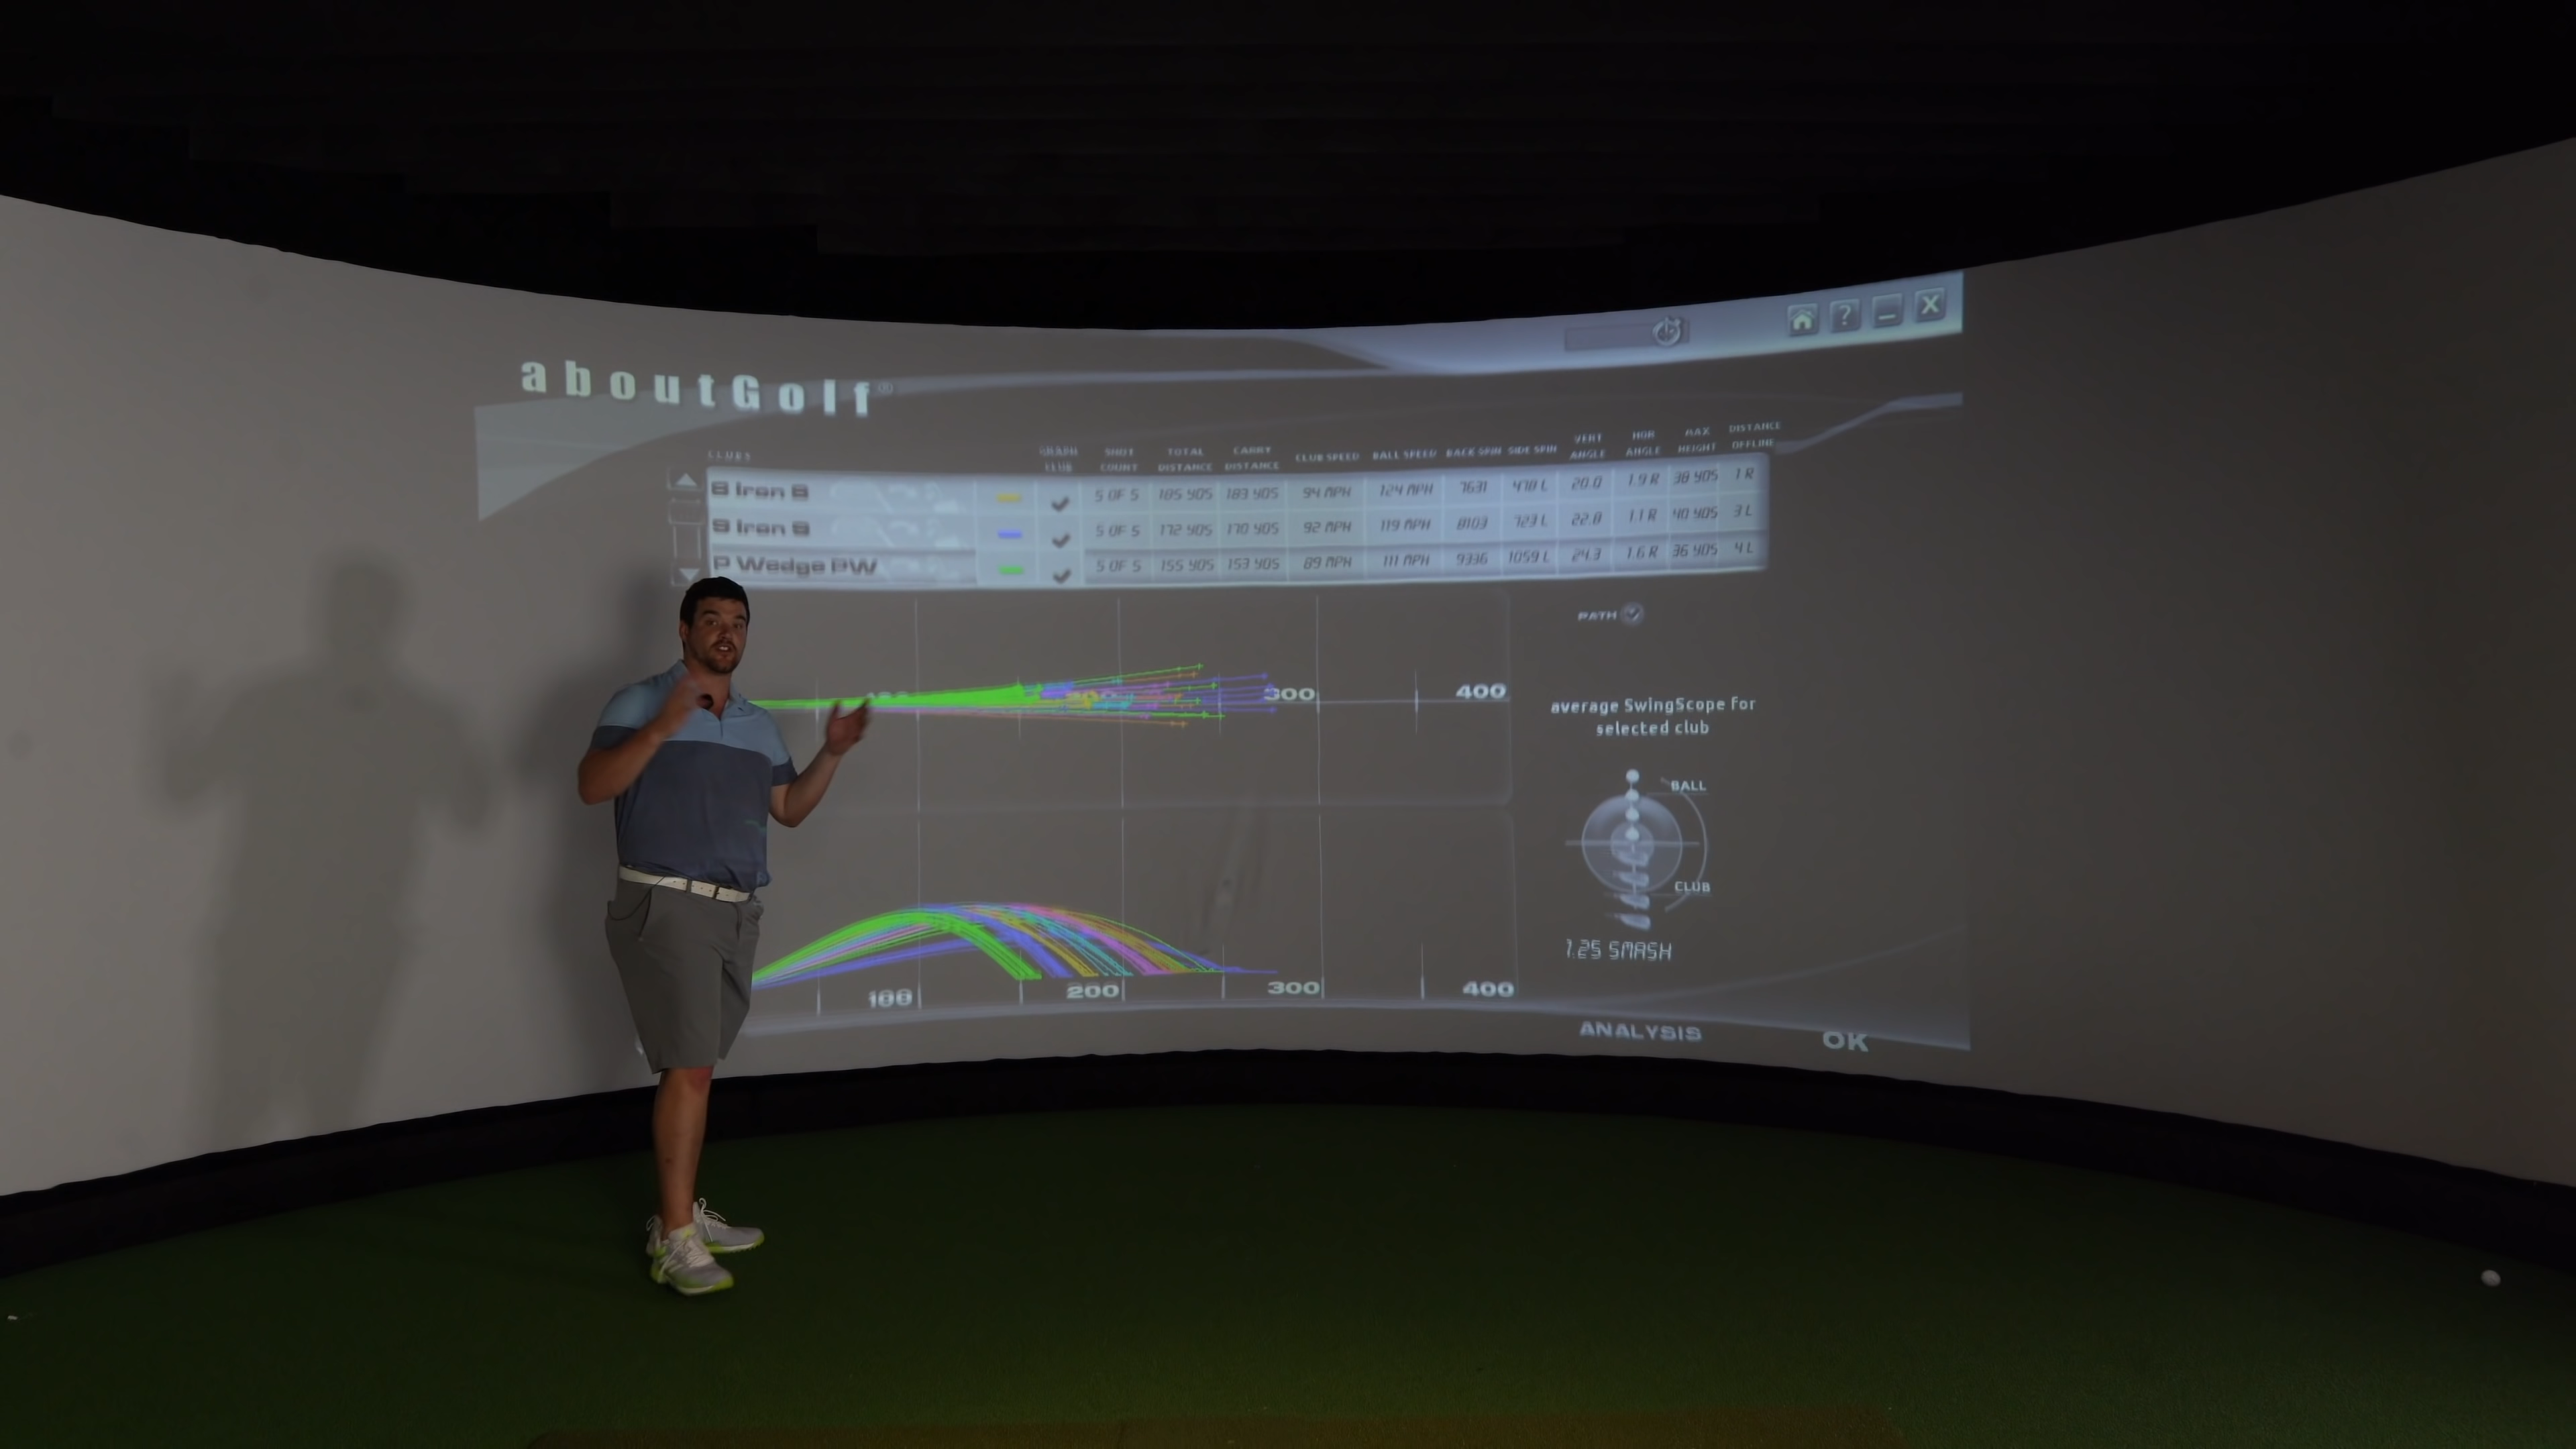 aboutGolf®
CLUBS GRAPH CLUB SHOT COUNT TOTAL DISTANCE CARRY DISTANCE CLUB SPEED BALL SPEED BACK SPIN SIDE SPIN VERT ANGLE HOR ANGLE MAX HEIGHT DISTANCE OFFLINE
8 Iron 8 5 OF 5 185 YDS 183 YDS 94 MPH 124 MPH 7631 478 L 20.0 1.9 R 38 YDS 1 R
9 Iron 9 5 OF 5 172 YDS 170 YDS 92 MPH 119 MPH 8103 723 L 22.8 1.1 R 40 YDS 3 L
P Wedge PW 5 OF 5 155 YDS 153 YDS 89 MPH 111 MPH 9336 1059 L 24.3 1.6 R 36 YDS 4 L
PATH
100 200 300 400
average SwingScope for
selected club
BALL
CLUB
1.25 SMASH
100 200 300 400
ANALYSIS OK